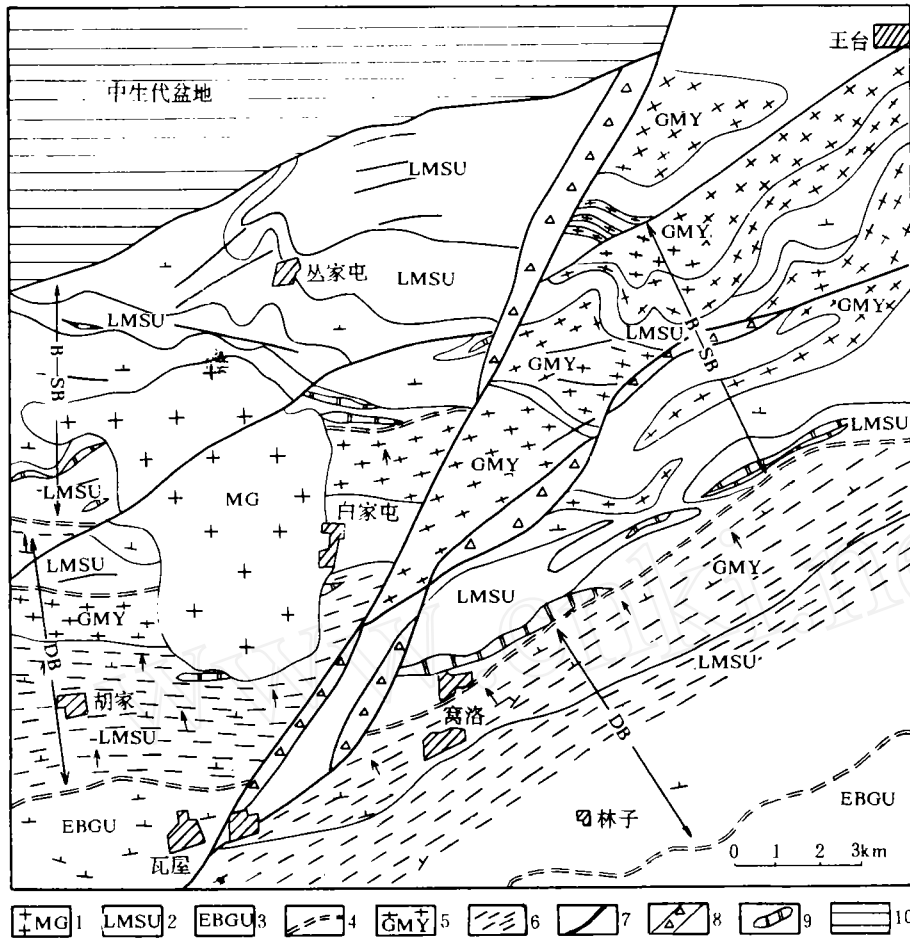 王台
中生代盆地
GMY
LMSU
GMY
丛家屯
LMSU
GMY
LMSU
LMSU
B—SB
B—SB
GMY
LMSU
LMSU
GMY
MG
白家屯
GMY
LMSU
GMY
LMSU
GMY
DB
LMSU
胡家
窝洛
LMSU
DB
EBGU
林子
EBGU
瓦屋
0 1 2 3km
MG 1 LMSU 2 EBGU 3 4 GMY 5 6 7 8 9 10